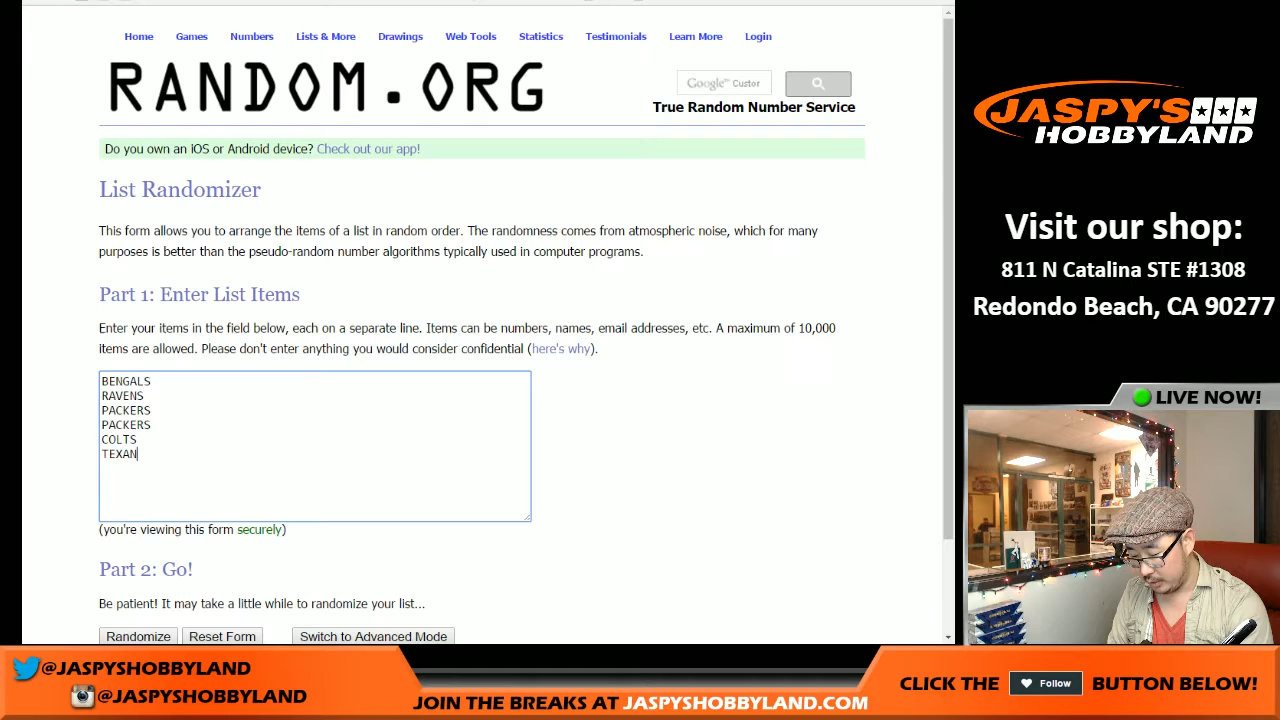 Home Games Numbers Lists & More Drawings Web Tools Statistics Testimonials Learn More Login
RANDOM.ORG
Google™ Custor
True Random Number Service
Do you own an iOS or Android device? Check out our app!
List Randomizer
This form allows you to arrange the items of a list in random order. The randomness comes from atmospheric noise, which for many
purposes is better than the pseudo-random number algorithms typically used in computer programs.
Part 1: Enter List Items
Enter your items in the field below, each on a separate line. Items can be numbers, names, email addresses, etc. A maximum of 10,000
items are allowed. Please don't enter anything you would consider confidential (here's why).
BENGALS
RAVENS
PACKERS
PACKERS
COLTS
TEXAN
(you're viewing this form securely)
Part 2: Go!
Be patient! It may take a little while to randomize your list...
Randomize Reset Form Switch to Advanced Mode
JASPY'S
HOBBYLAND
Visit our shop:
811 N Catalina STE #1308
Redondo Beach, CA 90277
LIVE NOW!
@JASPYSHOBBYLAND
@JASPYSHOBBYLAND
JOIN THE BREAKS AT JASPYSHOBBYLAND.COM
CLICK THE Follow BUTTON BELOW!